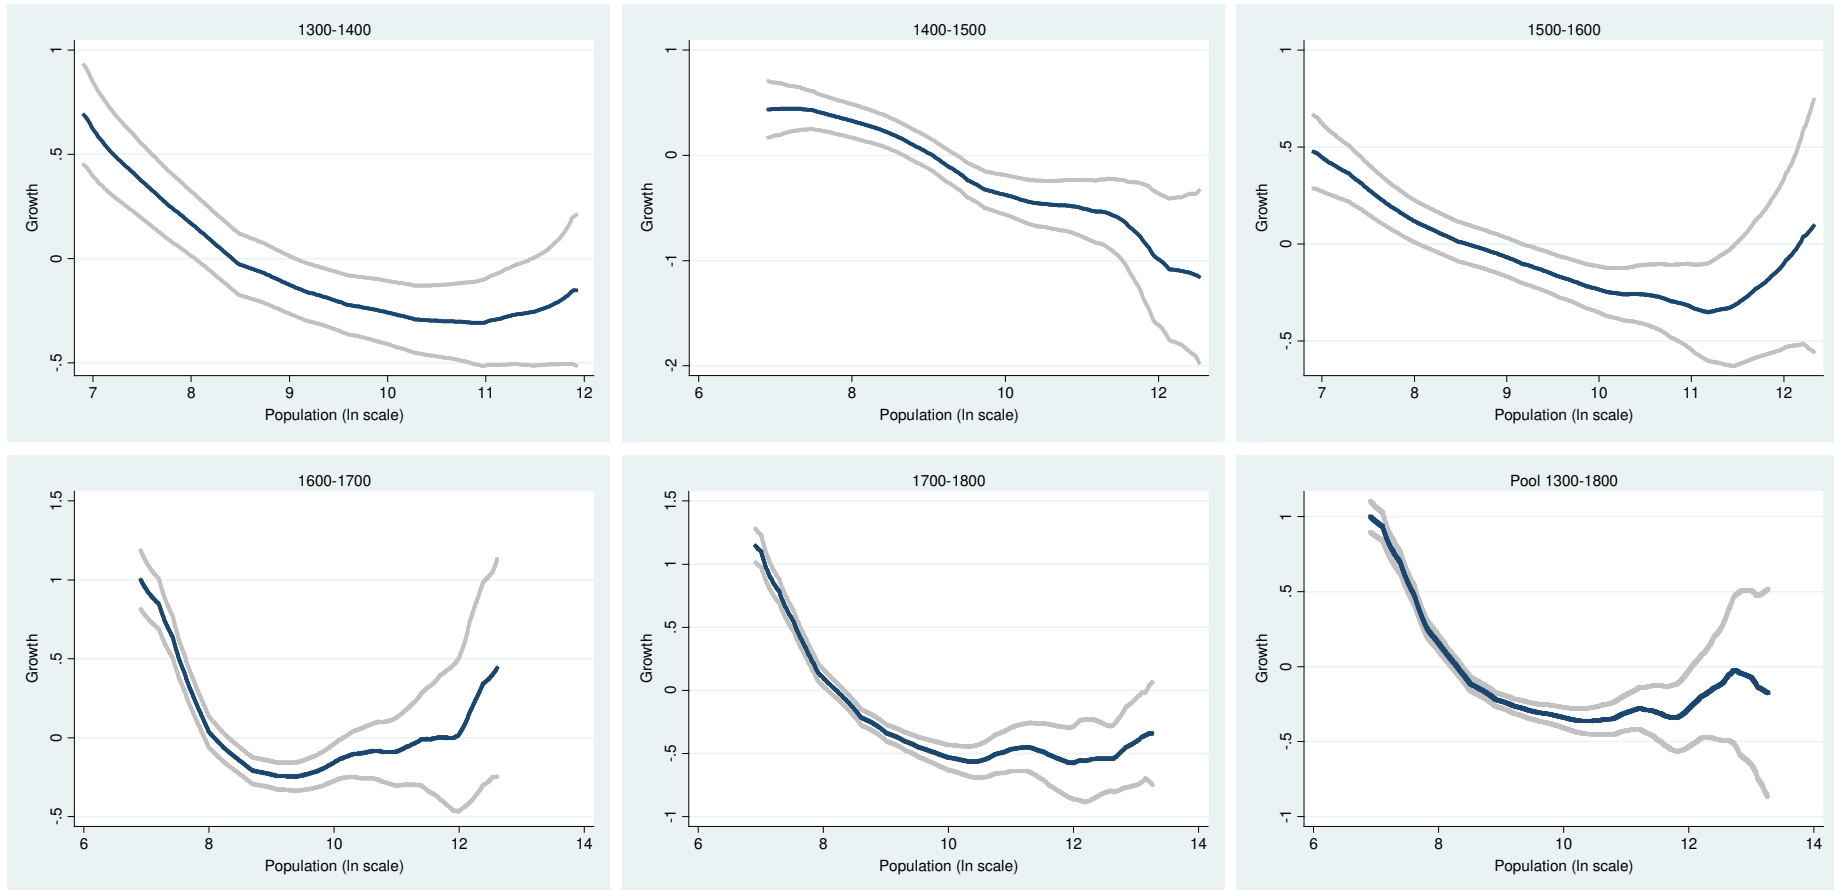 1300-1400
Growth
1
.5
0
-.5
7 8 9 10 11 12
Population (ln scale)
1400-1500
Growth
1
0
-1
-2
6 8 10 12
Population (ln scale)
1500-1600
Growth
1
.5
0
-.5
7 8 9 10 11 12
Population (ln scale)
1600-1700
Growth
1.5
1
.5
0
-.5
6 8 10 12 14
Population (ln scale)
1700-1800
Growth
1.5
1
.5
0
-.5
-1
6 8 10 12 14
Population (ln scale)
Pool 1300-1800
Growth
1
.5
0
-.5
-1
6 8 10 12 14
Population (ln scale)